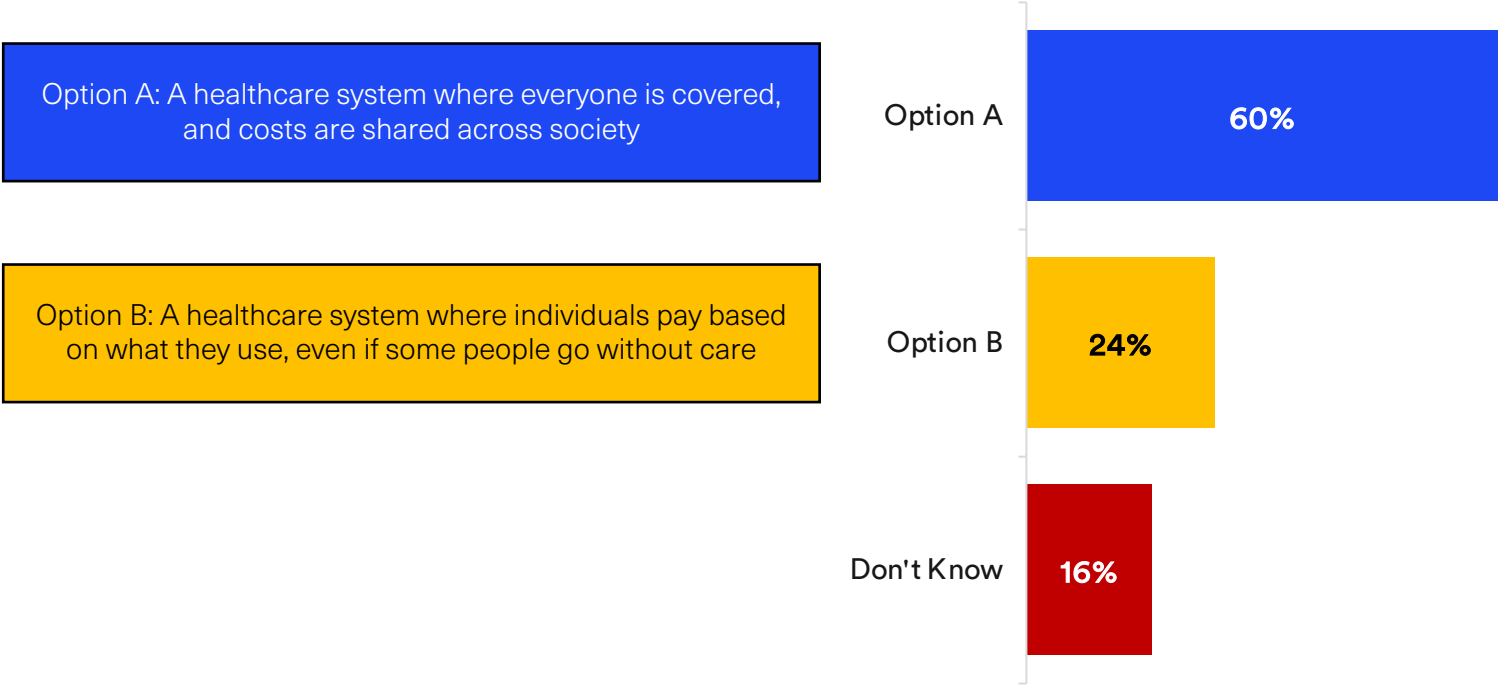 Option A: A healthcare system where everyone is covered,
and costs are shared across society
Option A
60%
Option B: A healthcare system where individuals pay based
on what they use, even if some people go without care
Option B
24%
Don't Know
16%